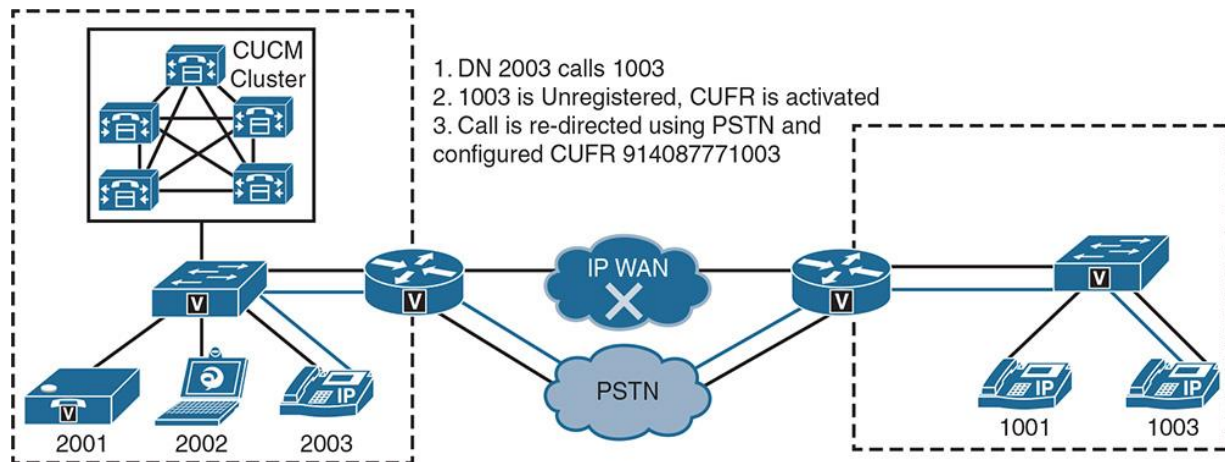 CUCM
Cluster
1. DN 2003 calls 1003
2. 1003 is Unregistered, CUFR is activated
3. Call is re-directed using PSTN and
configured CUFR 914087771003
IP WAN
V
V
V
V
PSTN
V
IP
IP
IP
2001
2002
2003
1001
1003